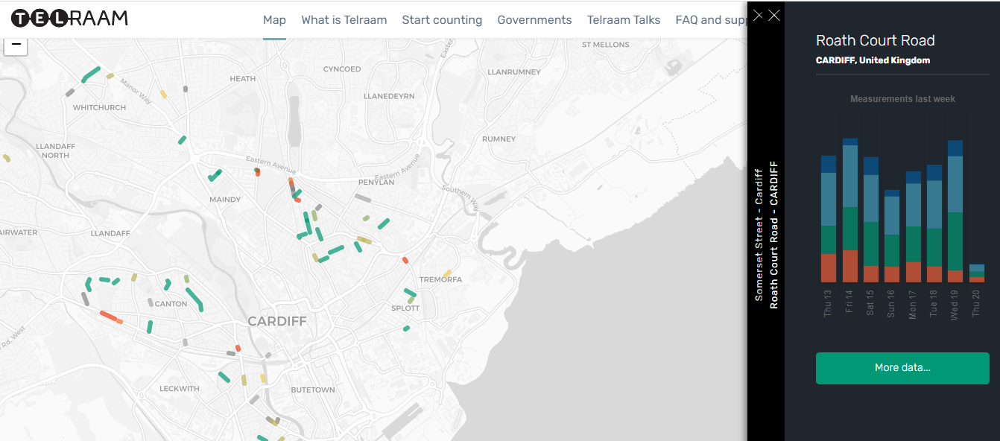 TELRAAM
Map
What is Telraam
Start counting
Governments
Telraam Talks
FAQ and supp
−
Eastern
ST MELLONS
CYNCOED
LLANRUMNEY
HEATH
Manor Way
LLANEDEYRN
WHITCHURCH
RUMNEY
LLANDAFF
NORTH
Eastern Avenue
Eastern Avenue
PENYLAN
Southern Way
MAINDY
AIRWATER
LLANDAFF
TREMORFA
CANTON
SPLOTT
CARDIFF
Rd. West
LECKWITH
BUTETOWN
Somerset Street - Cardiff
Roath Court Road - CARDIFF
Roath Court Road
CARDIFF, United Kingdom
Measurements last week
Thu 13
Fri 14
Sat 15
Sun 16
Mon 17
Tue 18
Wed 19
Thu 20
More data...